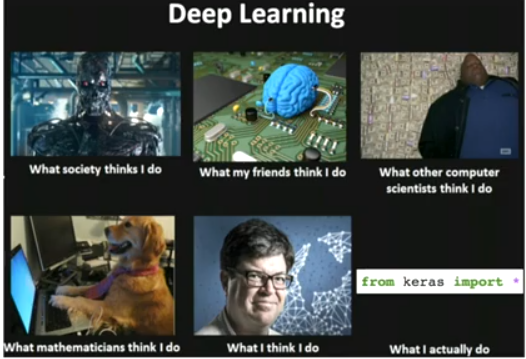 Deep Learning
What society thinks I do
What my friends think I do
What other computer
scientists think I do
What mathematicians think I do
What I think I do
from keras import *
What I actually do